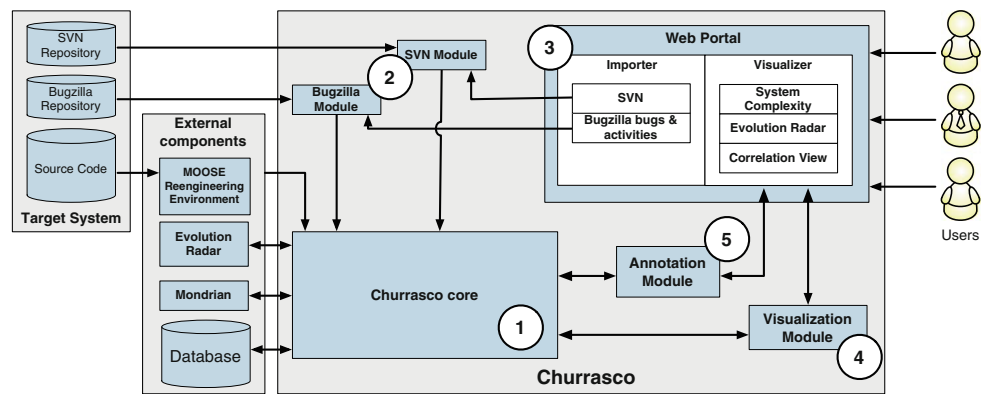 SVN
Repository
Bugzilla
Repository
Source Code
Target System
External
components
MOOSE
Reengineering
Environment
Evolution
Radar
Mondrian
Database
SVN Module
2
Bugzilla
Module
3
Web Portal
Importer
SVN
Bugzilla bugs &
activities
Visualizer
System
Complexity
Evolution Radar
Correlation View
Users
Churrasco core
1
5
Annotation
Module
Visualization
Module
4
Churrasco